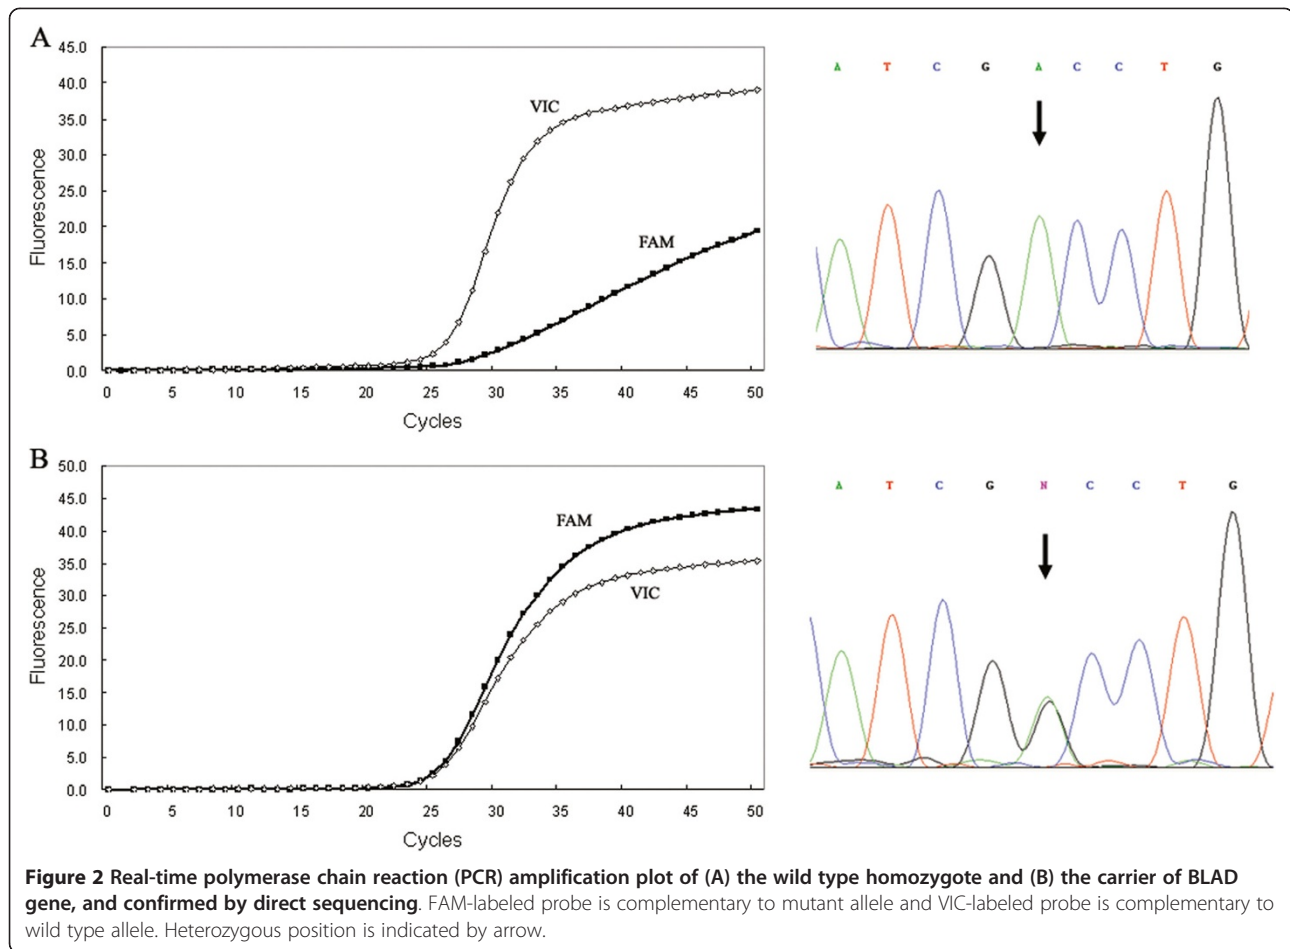 A
45.0
40.0
35.0
30.0
25.0
20.0
15.0
10.0
5.0
0.0
Fluorescence
VIC
FAM
0 5 10 15 20 25 30 35 40 45 50
Cycles
A T C G A C C T G
B
50.0
45.0
40.0
35.0
30.0
25.0
20.0
15.0
10.0
5.0
0.0
Fluorescence
FAM
VIC
0 5 10 15 20 25 30 35 40 45 50
Cycles
A T C G N C C T G
Figure 2 Real-time polymerase chain reaction (PCR) amplification plot of (A) the wild type homozygote and (B) the carrier of BLAD
gene, and confirmed by direct sequencing. FAM-labeled probe is complementary to mutant allele and VIC-labeled probe is complementary to
wild type allele. Heterozygous position is indicated by arrow.